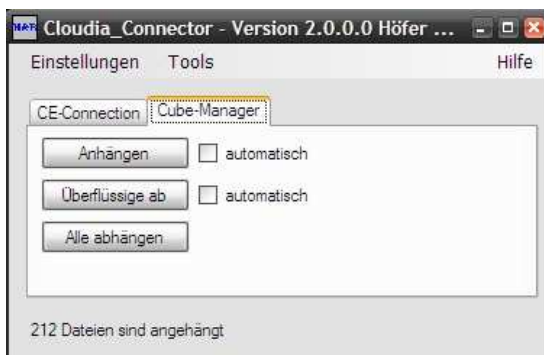 H&B Cloudia_Connector - Version 2.0.0.0 Höfer ...
Einstellungen Tools Hilfe
CE-Connection Cube-Manager
Anhängen automatisch
Überflüssige ab automatisch
Alle abhängen
212 Dateien sind angehängt